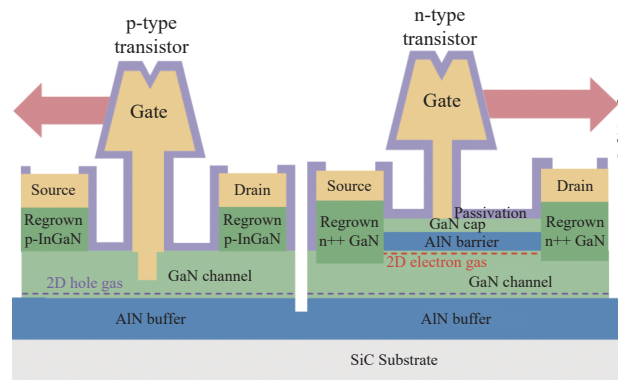 p-type
transistor
n-type
transistor
Gate
Gate
Source
Drain
Source
Drain
Regrown
p-InGaN
Regrown
p-InGaN
Regrown
n++ GaN
Passivation
GaN cap
AlN barrier
Regrown
n++ GaN
2D electron gas
GaN channel
2D hole gas
GaN channel
AlN buffer
AlN buffer
SiC Substrate